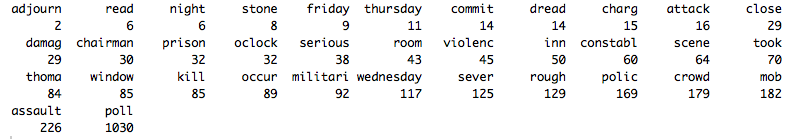 adjourn read night stone friday thursday commit dread charg attack close
2 6 6 8 9 11 14 14 15 16 29
damag chairman prison oclock serious room violenc inn constabl scene took
29 30 32 32 38 43 45 50 60 64 70
thoma window kill occur militari wednesday sever rough polic crowd mob
84 85 85 89 92 117 125 129 169 179 182
assault poll
226 1030